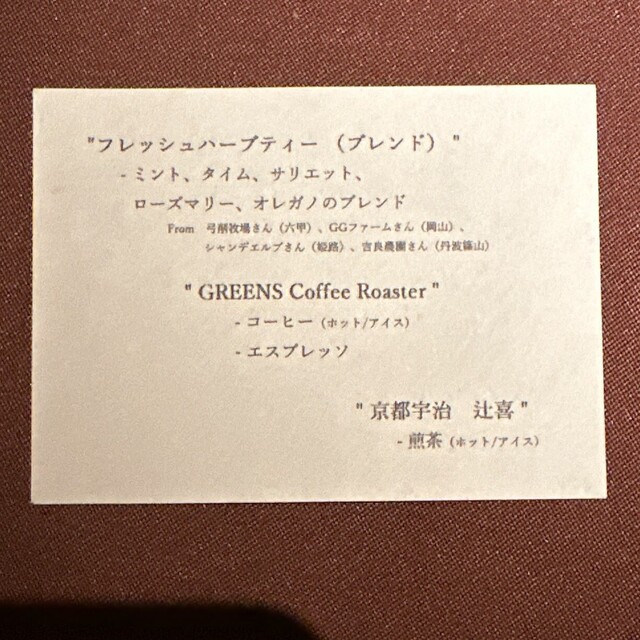 "フレッシュハーブティー （ブレンド） "
- ミント、タイム、サリエット、
ローズマリー、オレガノのブレンド
From 弓削牧場さん（六甲）、GGファームさん（岡山）、
シャンデエルブさん（姫路）、吉良農園さん（丹波篠山）
" GREENS Coffee Roaster "
- コーヒー（ホット/アイス）
- エスプレッソ
" 京都宇治　辻喜 "
- 煎茶（ホット/アイス）